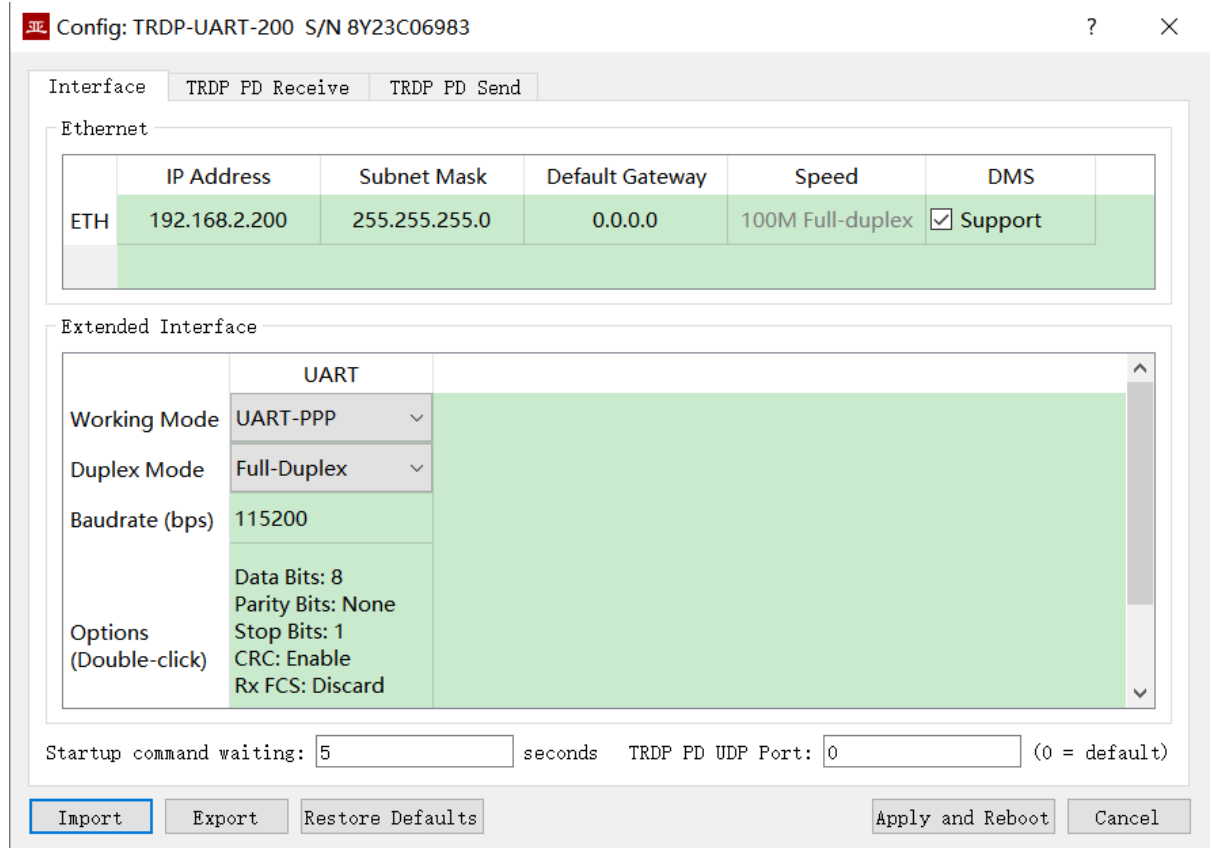 亚 Config: TRDP-UART-200 S/N 8Y23C06983 ?
Interface TRDP PD Receive TRDP PD Send
Ethernet
IP Address Subnet Mask Default Gateway Speed DMS
ETH 192.168.2.200 255.255.255.0 0.0.0.0 100M Full-duplex Support
Extended Interface
UART
Working Mode UART-PPP
Duplex Mode Full-Duplex
Baudrate (bps) 115200
Options
(Double-click)
Data Bits: 8
Parity Bits: None
Stop Bits: 1
CRC: Enable
Rx FCS: Discard
Startup command waiting: 5 seconds TRDP PD UDP Port: 0 (0 = default)
Import Export Restore Defaults Apply and Reboot Cancel